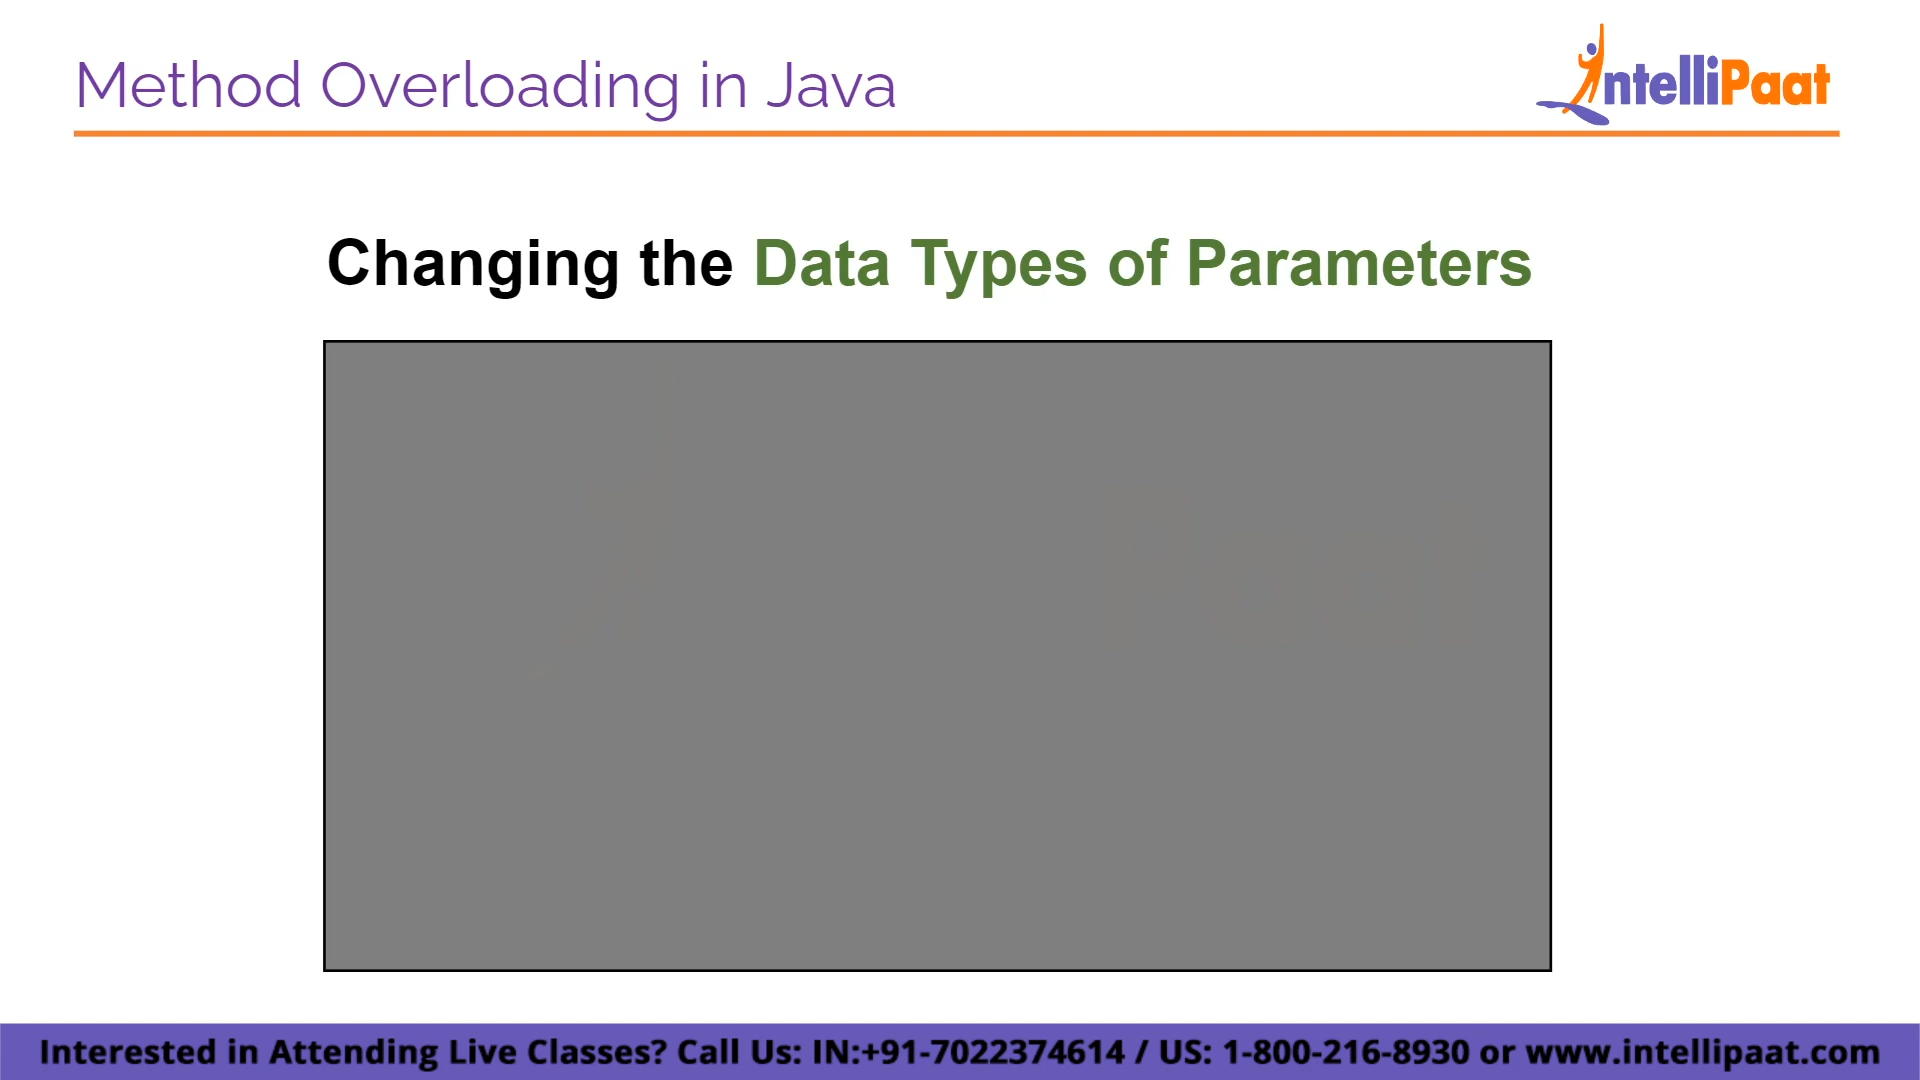 Method Overloading in Java
IntelliPaat
Changing the Data Types of Parameters
Interested in Attending Live Classes? Call Us: IN:+91-7022374614 / US: 1-800-216-8930 or www.intellipaat.com